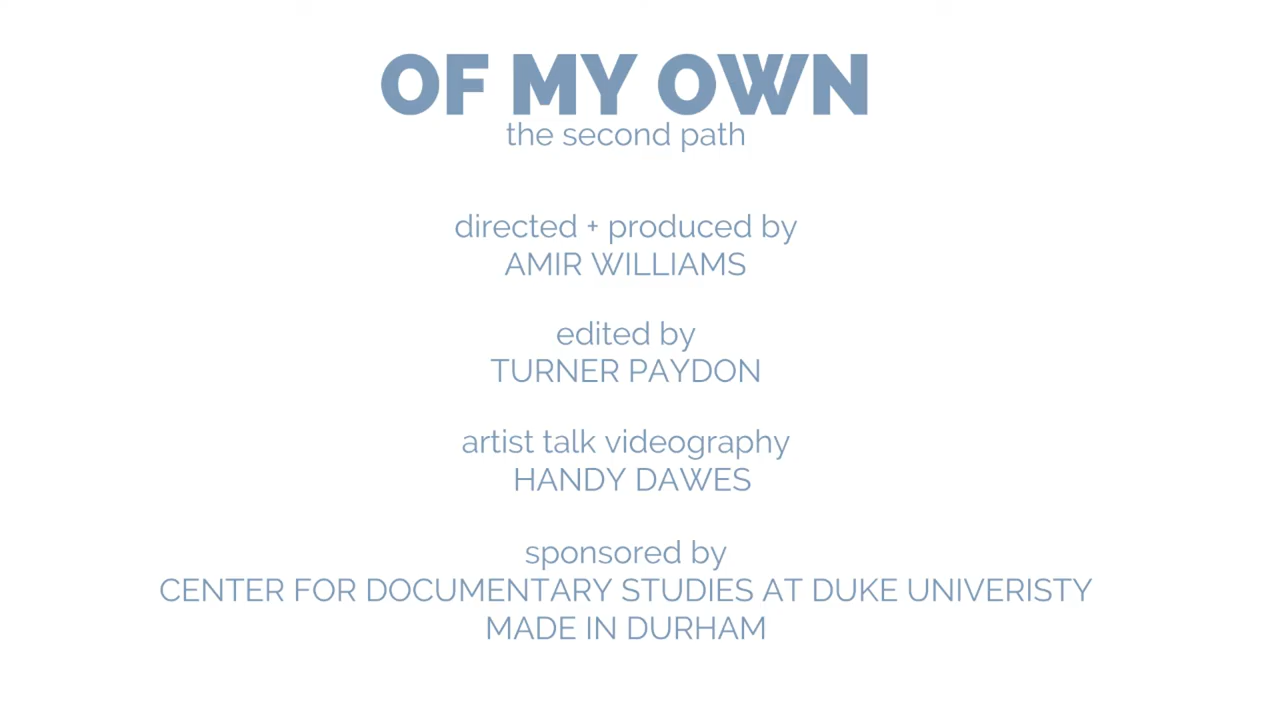 OF MY OWN
the second path
directed + produced by
AMIR WILLIAMS
edited by
TURNER PAYDON
artist talk videography
HANDY DAWES
sponsored by
CENTER FOR DOCUMENTARY STUDIES AT DUKE UNIVERISTY
MADE IN DURHAM